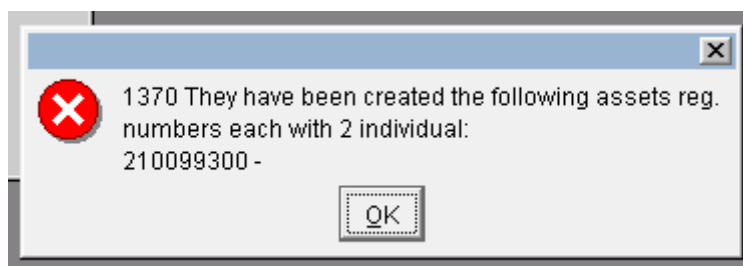 1370 They have been created the following assets reg.
numbers each with 2 individual:
210099300 -
OK